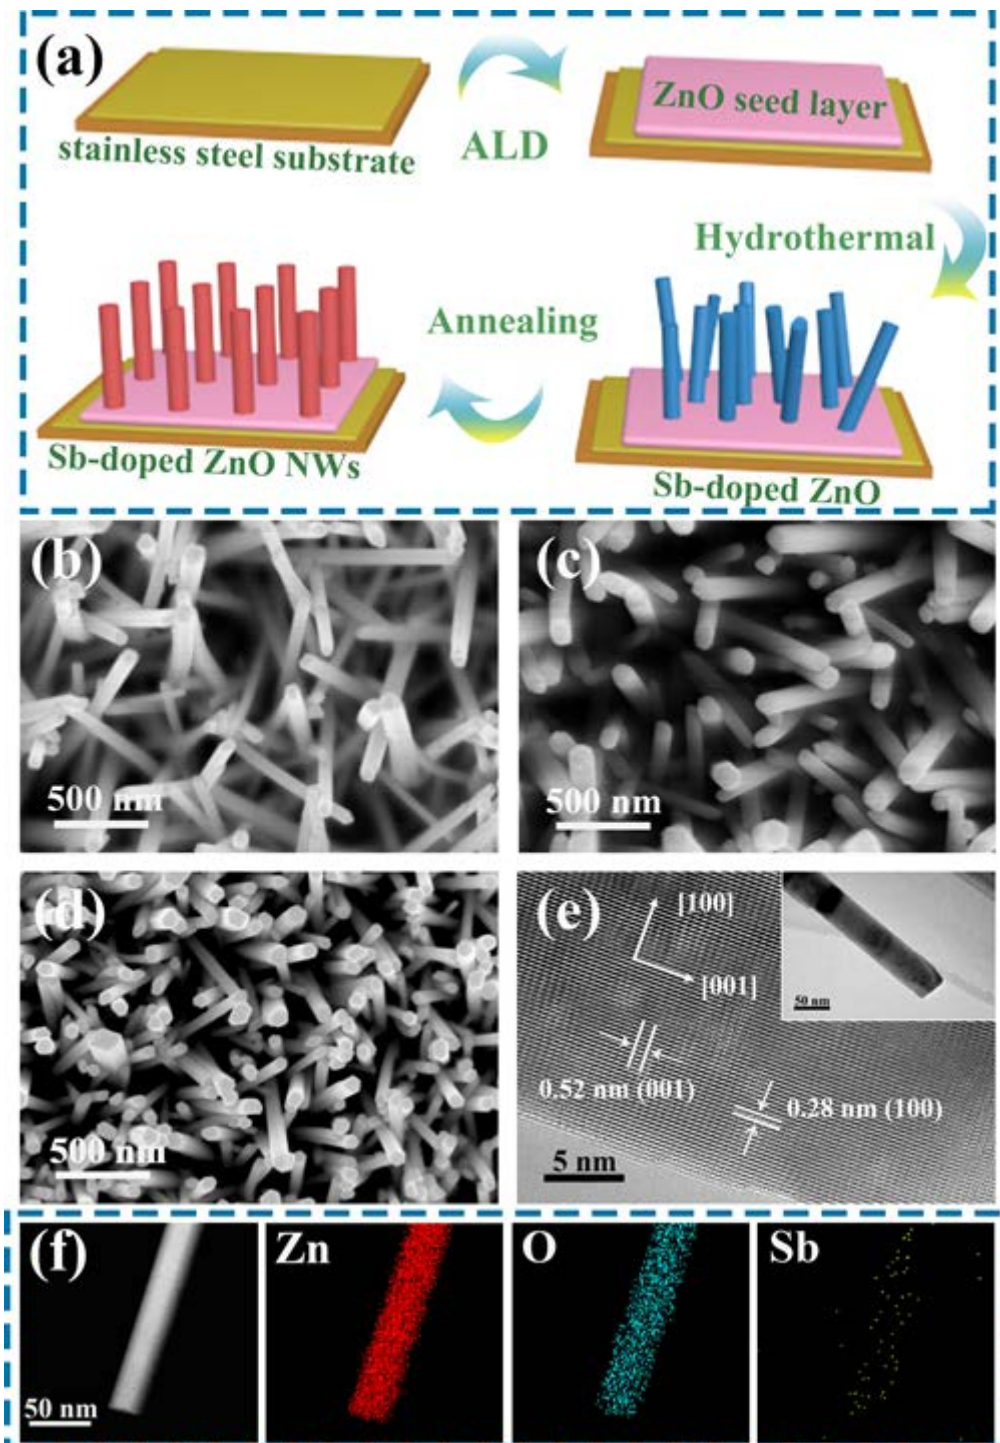 (a)
stainless steel substrate
ALD
ZnO seed layer
Hydrothermal
Annealing
Sb-doped ZnO NWs
Sb-doped ZnO
(b)
500 nm
(c)
500 nm
(d)
500 nm
(e)
[100]
[001]
0.52 nm (001)
0.28 nm (100)
5 nm
50 nm
(f)
50 nm
Zn
O
Sb